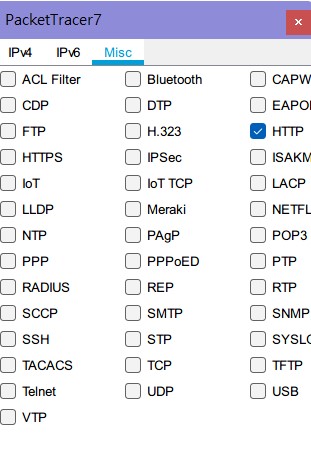 PacketTracer7
IPv4 IPv6 Misc
ACL Filter Bluetooth CAPW
CDP DTP EAPO
FTP H.323 HTTP
HTTPS IPSec ISAKM
IoT IoT TCP LACP
LLDP Meraki NETFL
NTP PAgP POP3
PPP PPPoED PTP
RADIUS REP RTP
SCCP SMTP SNMP
SSH STP SYSLO
TACACS TCP TFTP
Telnet UDP USB
VTP